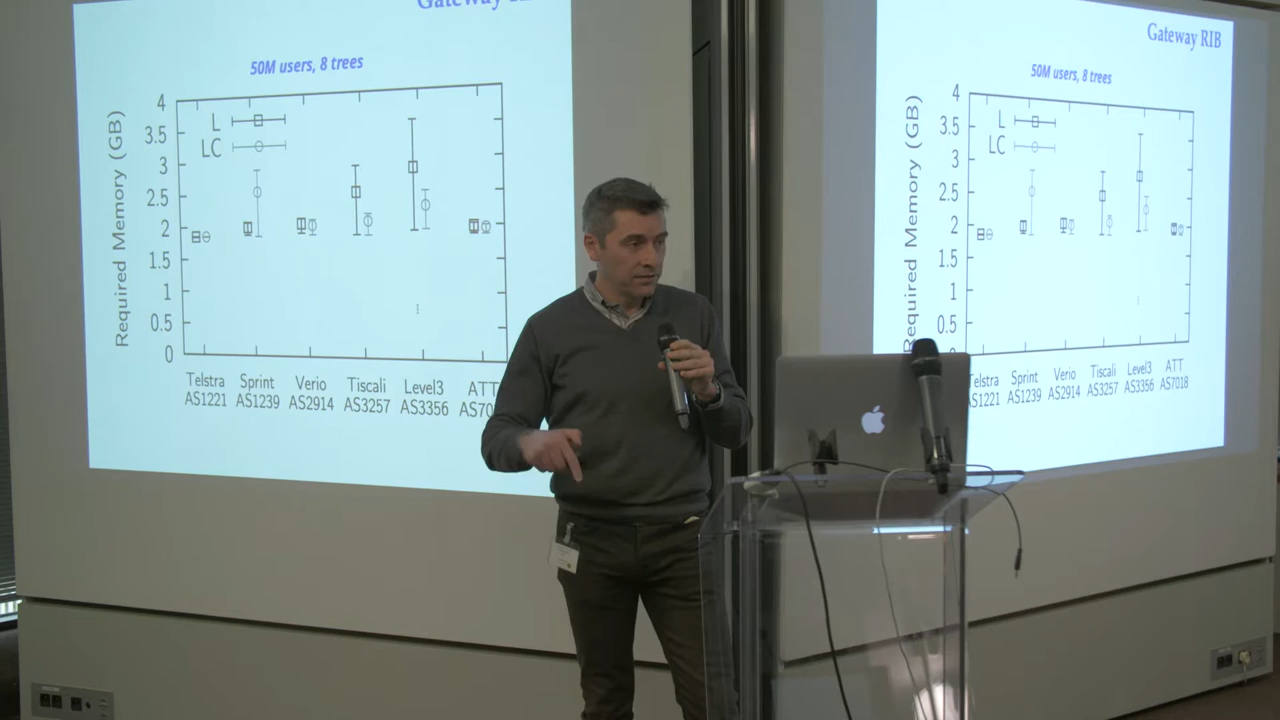 Gateway
50M users, 8 trees
Required Memory (GB)
4
3.5
3
2.5
2
1.5
1
0.5
0
L
LC
Telstra Sprint Verio Tiscali Level3 ATT
AS1221 AS1239 AS2914 AS3257 AS3356
Gateway RIB
50M users, 8 trees
Required Memory (GB)
4
3.5
3
2.5
2
1.5
1
0.5
L
LC
Telstra Sprint Verio Tiscali Level3 ATT
AS1221 AS1239 AS2914 AS3257 AS3356 AS7018